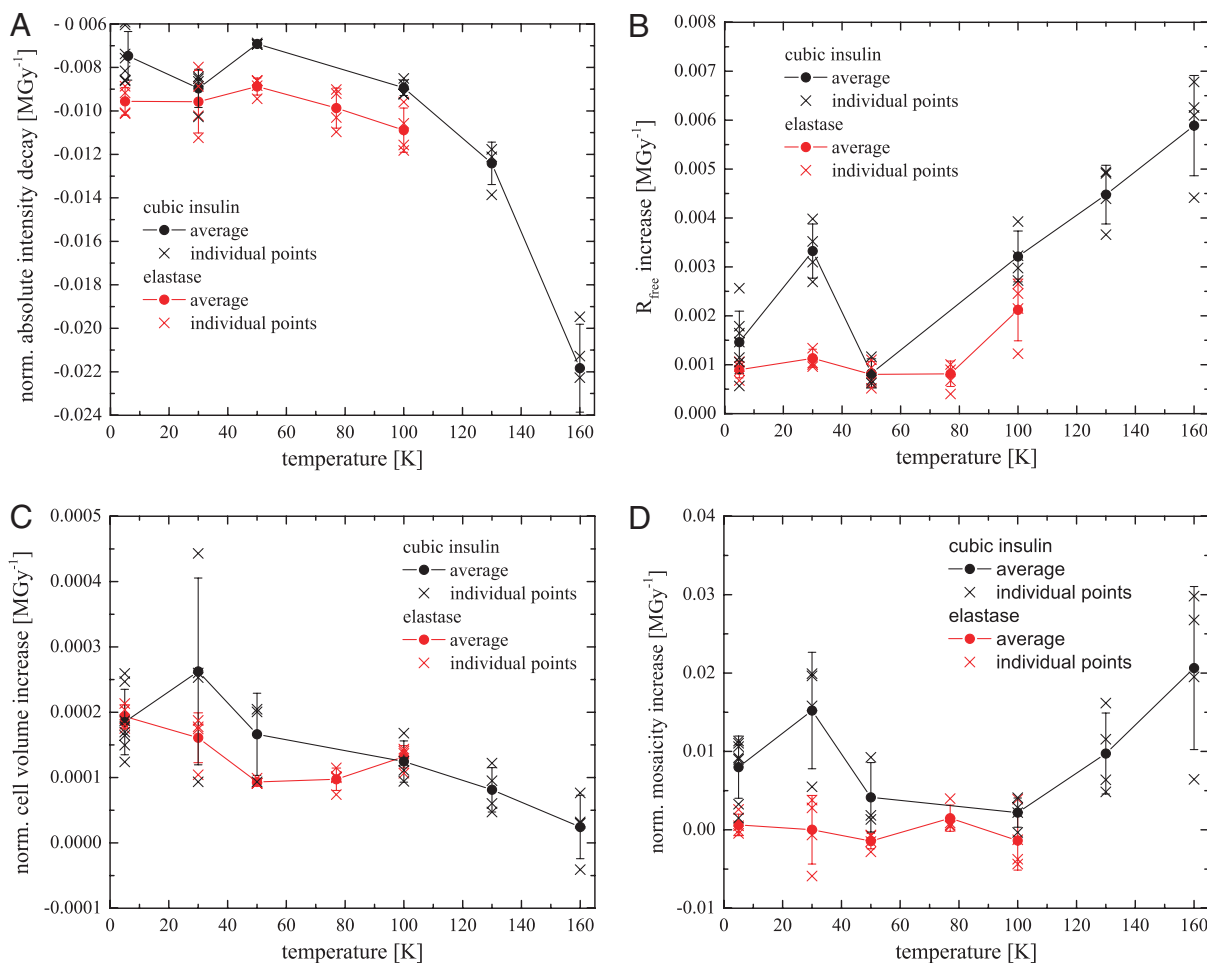 A
norm. absolute intensity decay [MGy⁻¹]
- 0 006
-0.008
-0.010
-0.012
-0.014
-0.016
-0.018
-0.020
-0.022
-0.024
cubic insulin
average
individual points
elastase
average
individual points
0 20 40 60 80 100 120 140 160
temperature [K]
B
R_free increase [MGy⁻¹]
0.008
0.007
0.006
0.005
0.004
0.003
0.002
0.001
0.000
cubic insulin
average
individual points
elastase
average
individual points
0 20 40 60 80 100 120 140 160
temperature [K]
C
norm. cell volume increase [MGy⁻¹]
0.0005
0.0004
0.0003
0.0002
0.0001
0.0000
-0.0001
cubic insulin
average
individual points
elastase
average
individual points
0 20 40 60 80 100 120 140 160
temperature [K]
D
norm. mosaicity increase [MGy⁻¹]
0.04
0.03
0.02
0.01
0.00
-0.01
cubic insulin
average
individual points
elastase
average
individual points
0 20 40 60 80 100 120 140 160
temperature [K]